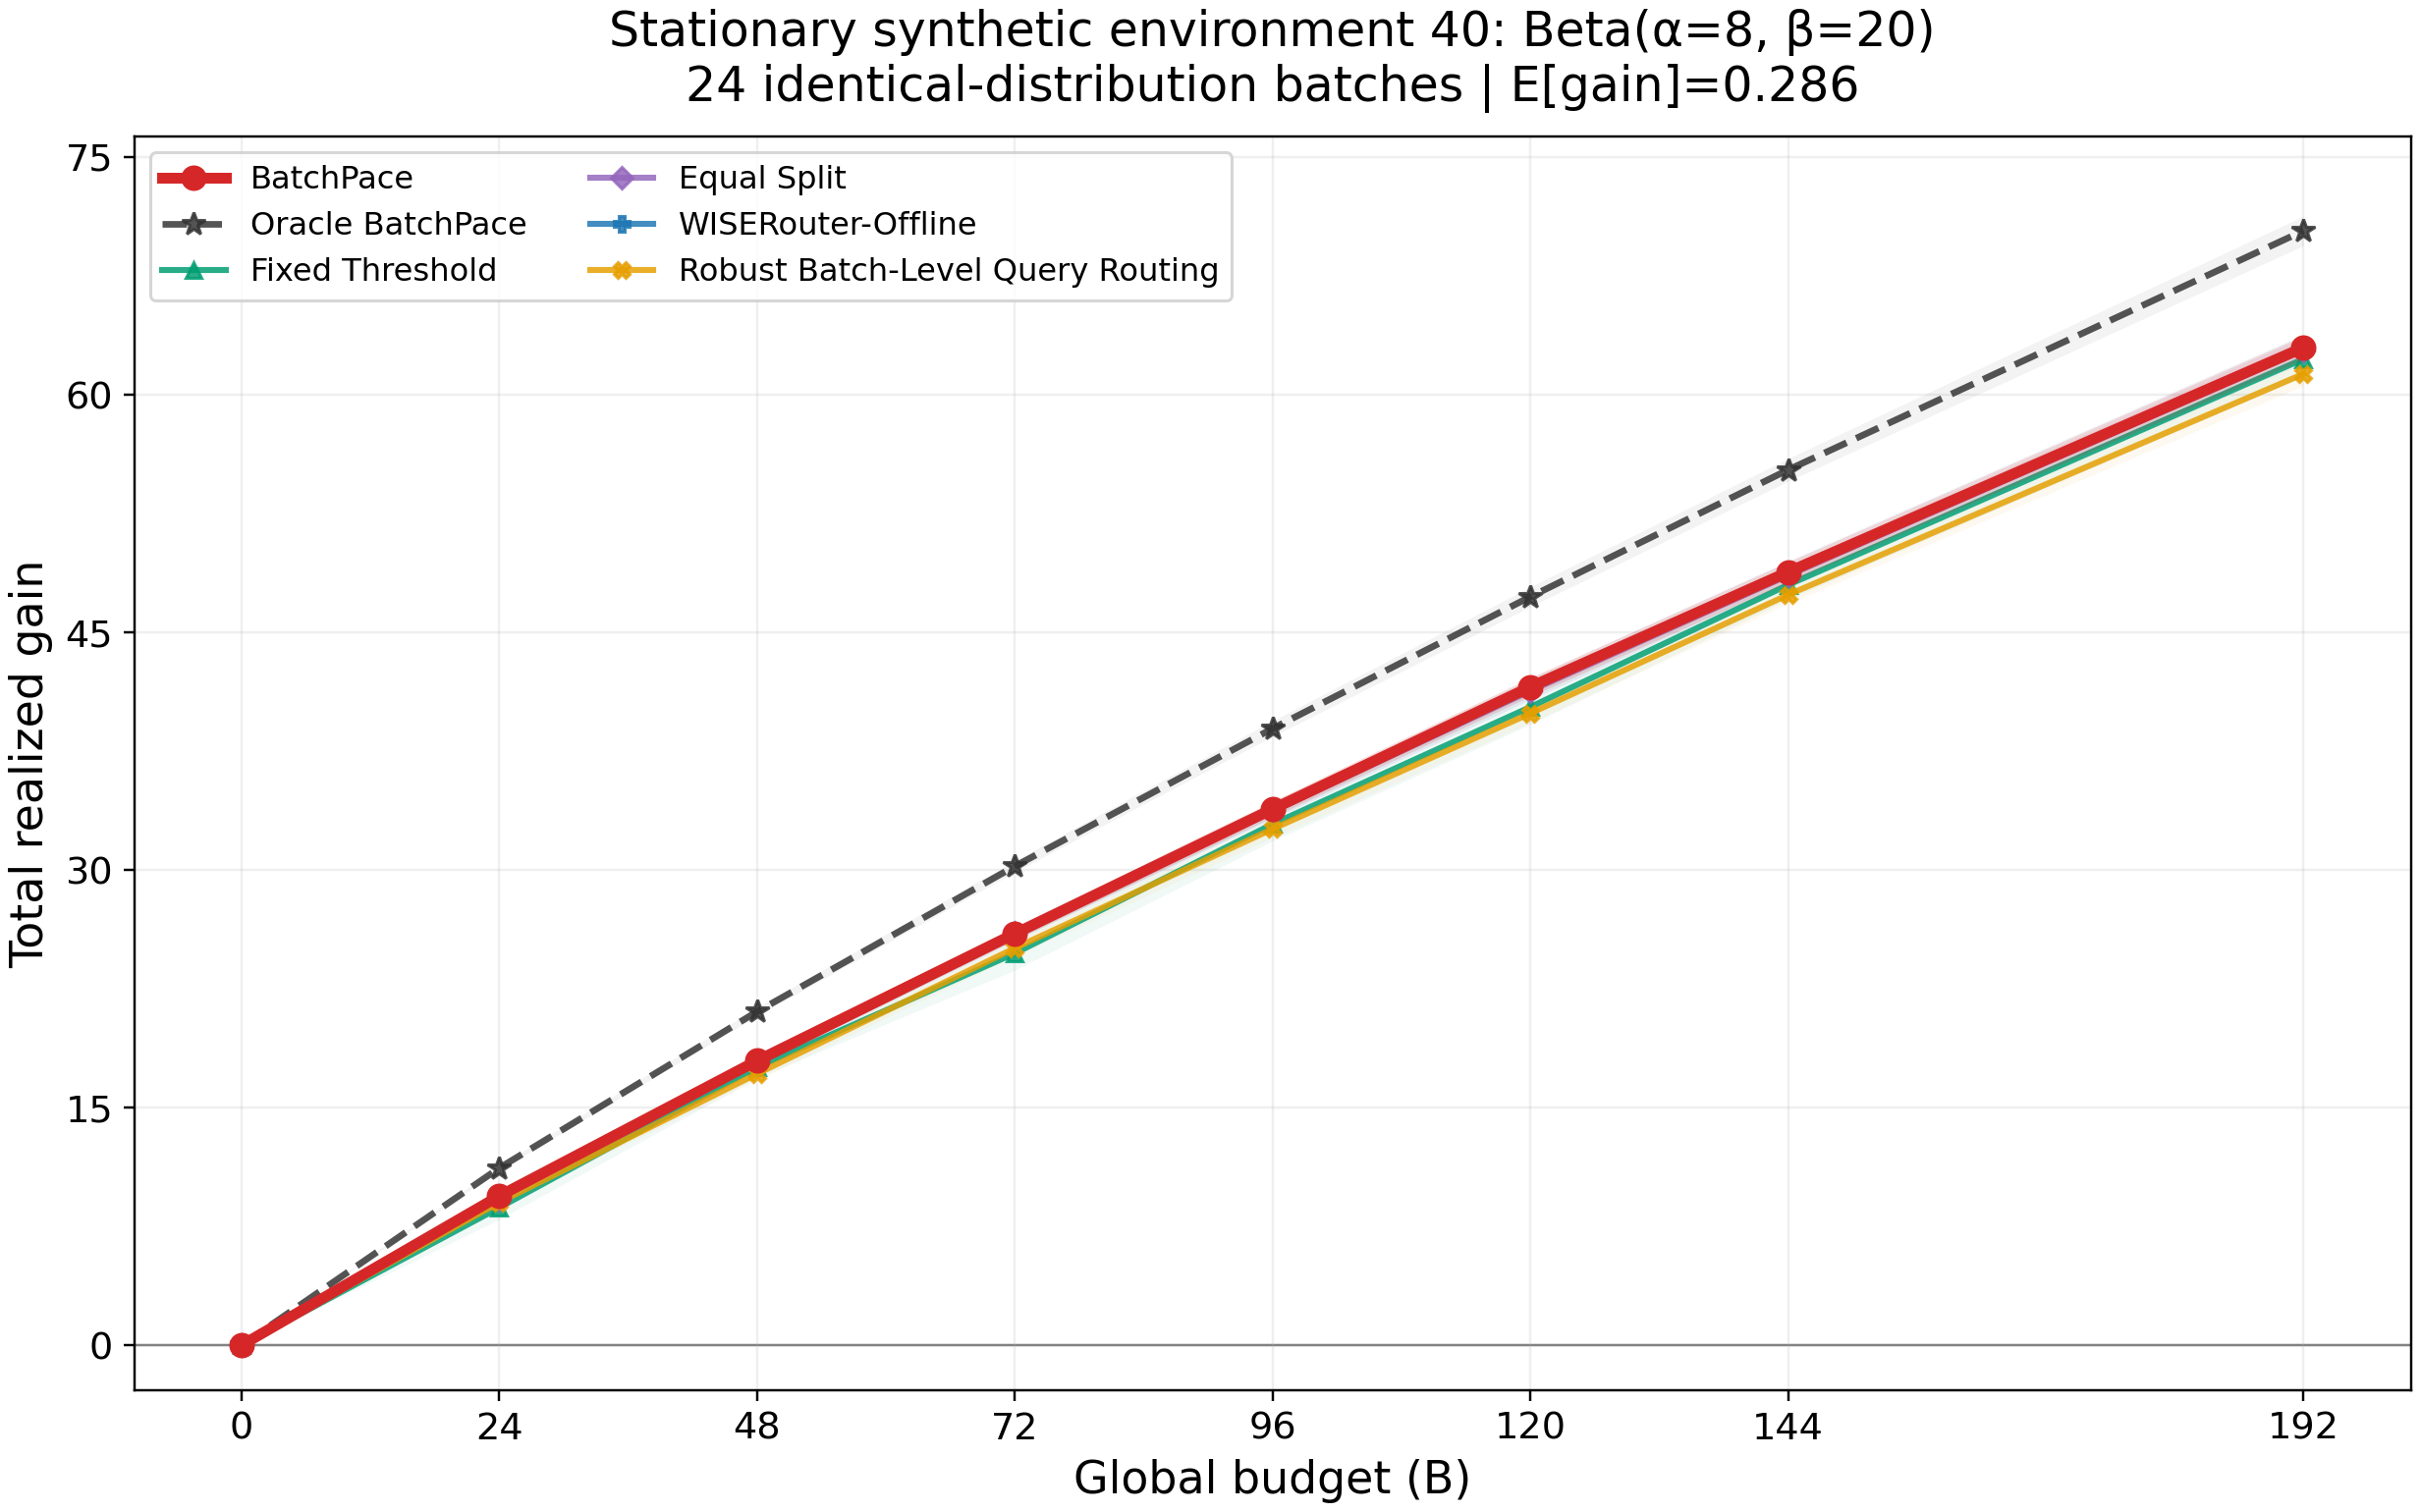 Stationary synthetic environment 40: Beta(α=8, β=20)
24 identical-distribution batches | E[gain]=0.286
BatchPace
Oracle BatchPace
Fixed Threshold
Equal Split
WISERouter-Offline
Robust Batch-Level Query Routing
Total realized gain
75
60
45
30
15
0
0 24 48 72 96 120 144 192
Global budget (B)